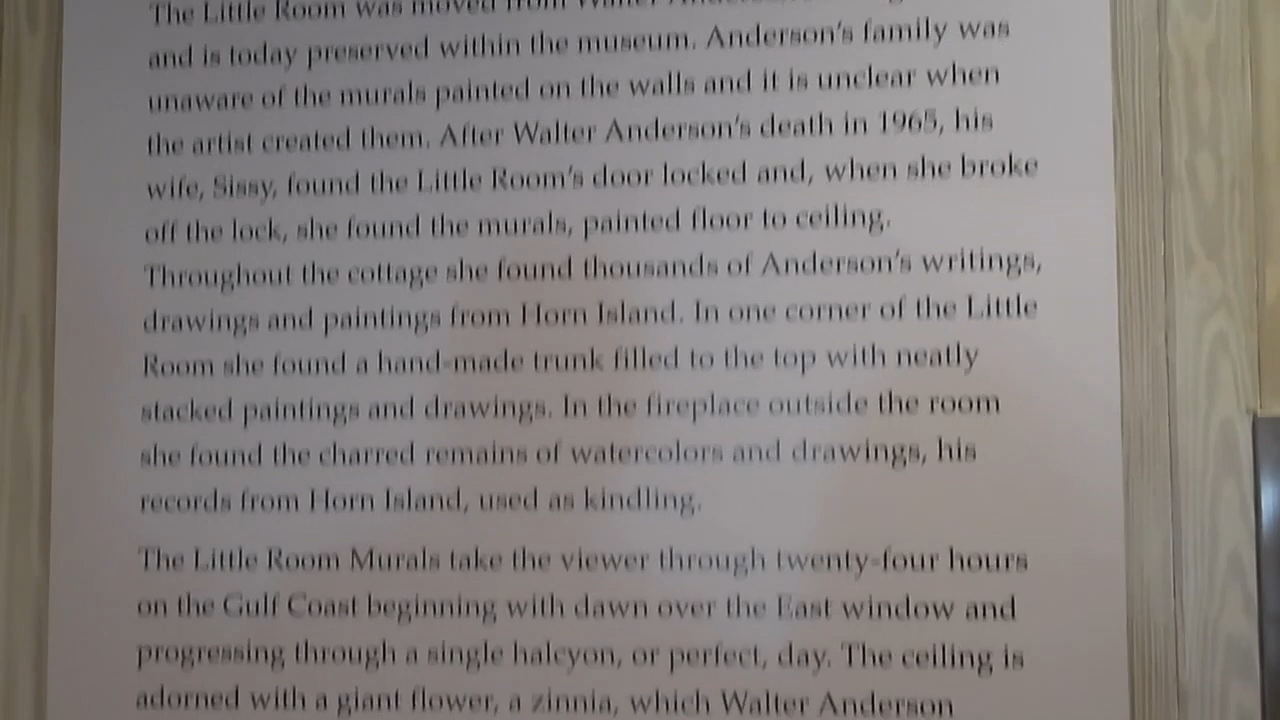 The Little Room was moved from Walter
and is today preserved within the museum. Anderson's family was
unaware of the murals painted on the walls and it is unclear when
the artist created them. After Walter Anderson's death in 1965, his
wife, Sissy, found the Little Room's door locked and, when she broke
off the lock, she found the murals, painted floor to ceiling.
Throughout the cottage she found thousands of Anderson's writings,
drawings and paintings from Horn Island. In one corner of the Little
Room she found a hand-made trunk filled to the top with neatly
stacked paintings and drawings. In the fireplace outside the room
she found the charred remains of watercolors and drawings, his
records from Horn Island, used as kindling.
The Little Room Murals take the viewer through twenty-four hours
on the Gulf Coast beginning with dawn over the East window and
progressing through a single halcyon, or perfect, day. The ceiling is
adorned with a giant flower, a zinnia, which Walter Anderson